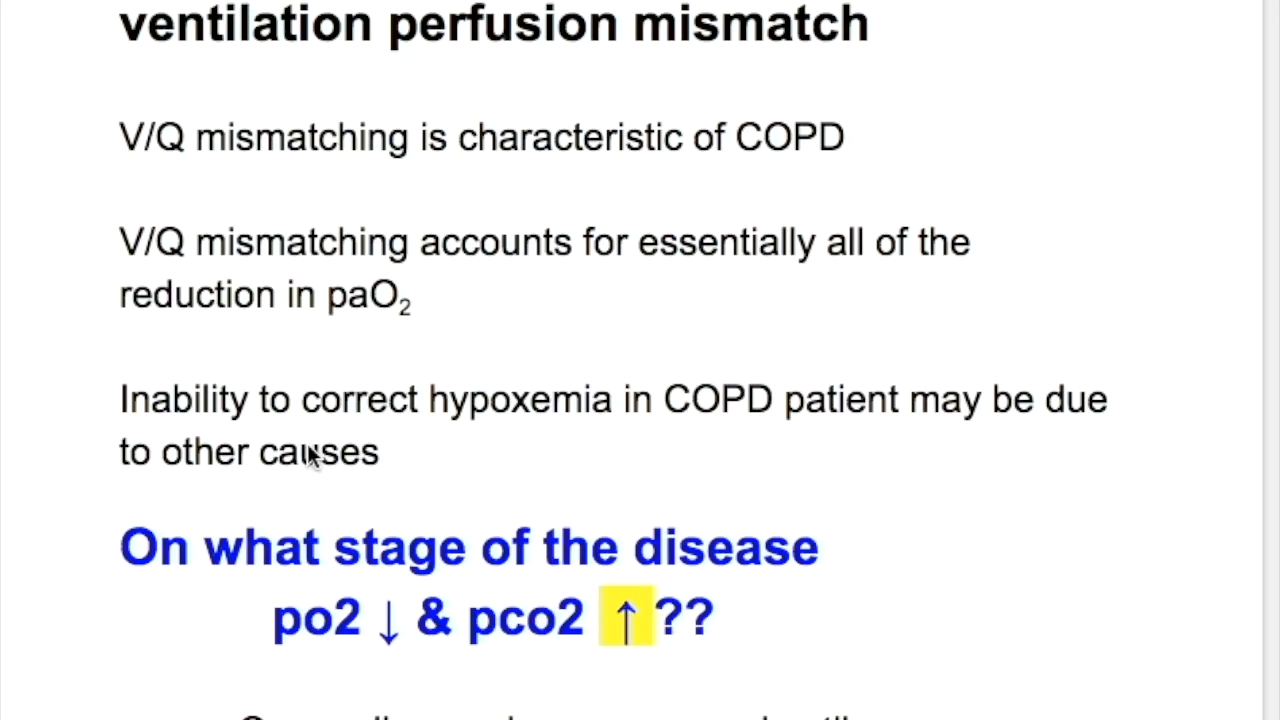 ventilation perfusion mismatch
V/Q mismatching is characteristic of COPD
V/Q mismatching accounts for essentially all of the
reduction in paO₂
Inability to correct hypoxemia in COPD patient may be due
to other causes
On what stage of the disease
po2 ↓ & pco2 ↑ ??